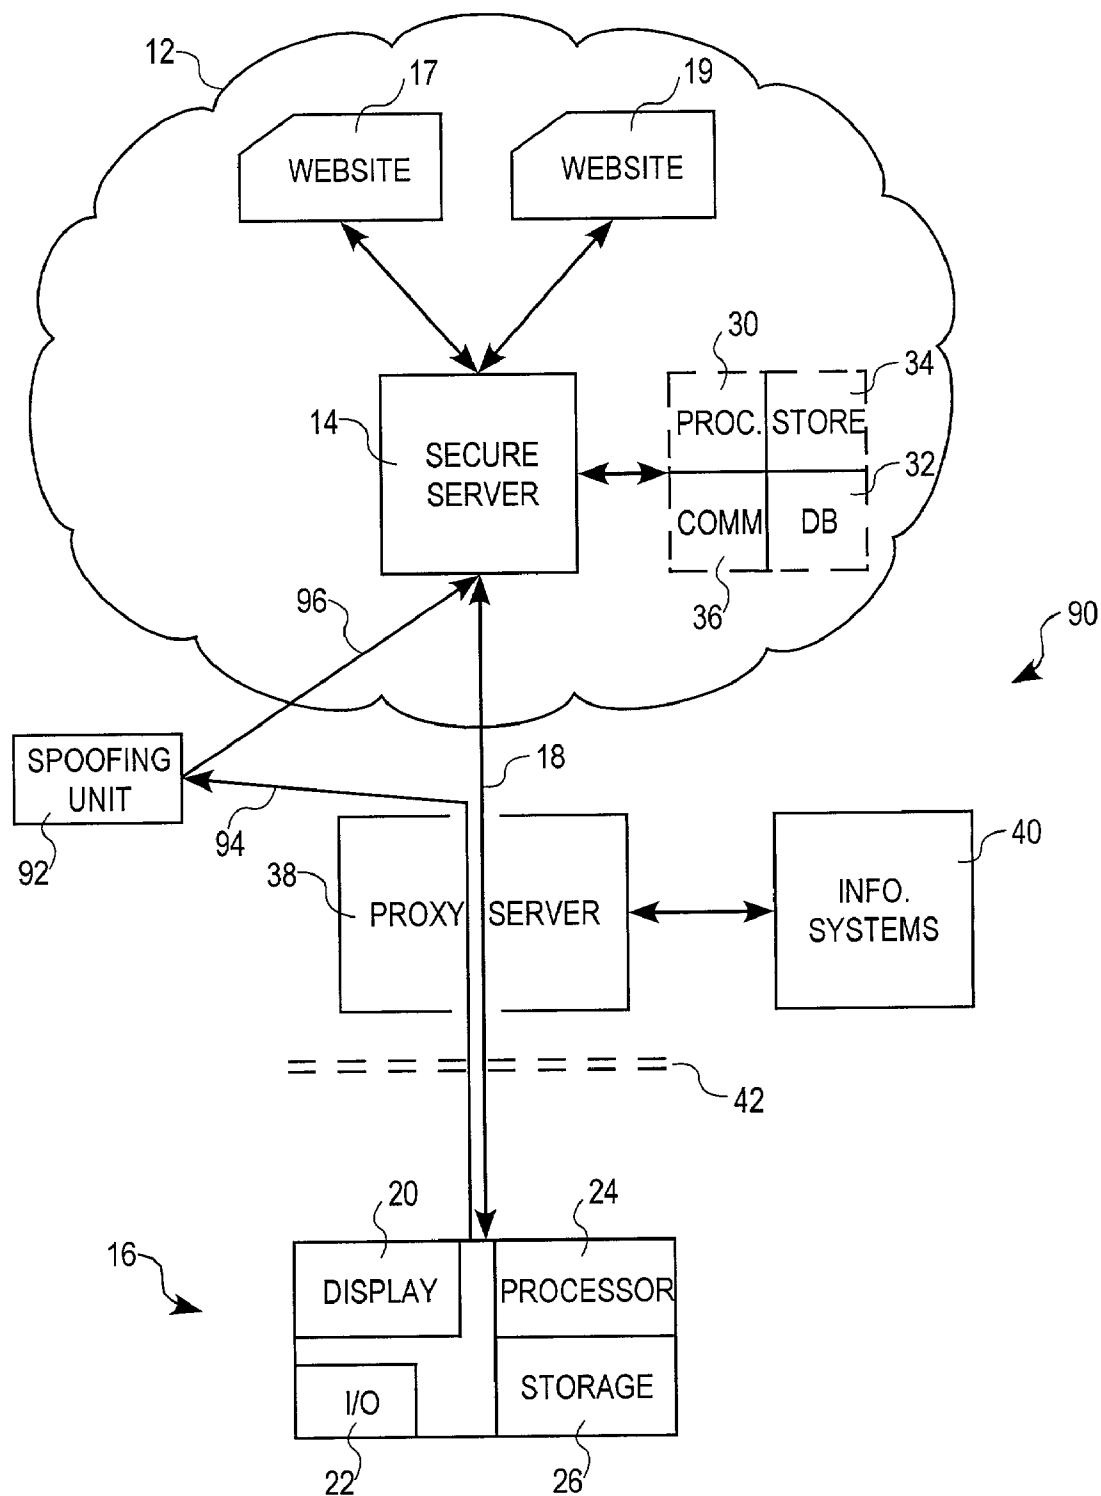 12
17
19
WEBSITE
WEBSITE
30
34
PROC.
STORE
14
SECURE
SERVER
32
COMM
DB
36
96
90
SPOOFING
UNIT
18
92
94
38
40
PROXY SERVER
INFO.
SYSTEMS
42
20
24
16
DISPLAY
PROCESSOR
STORAGE
I/O
22
26